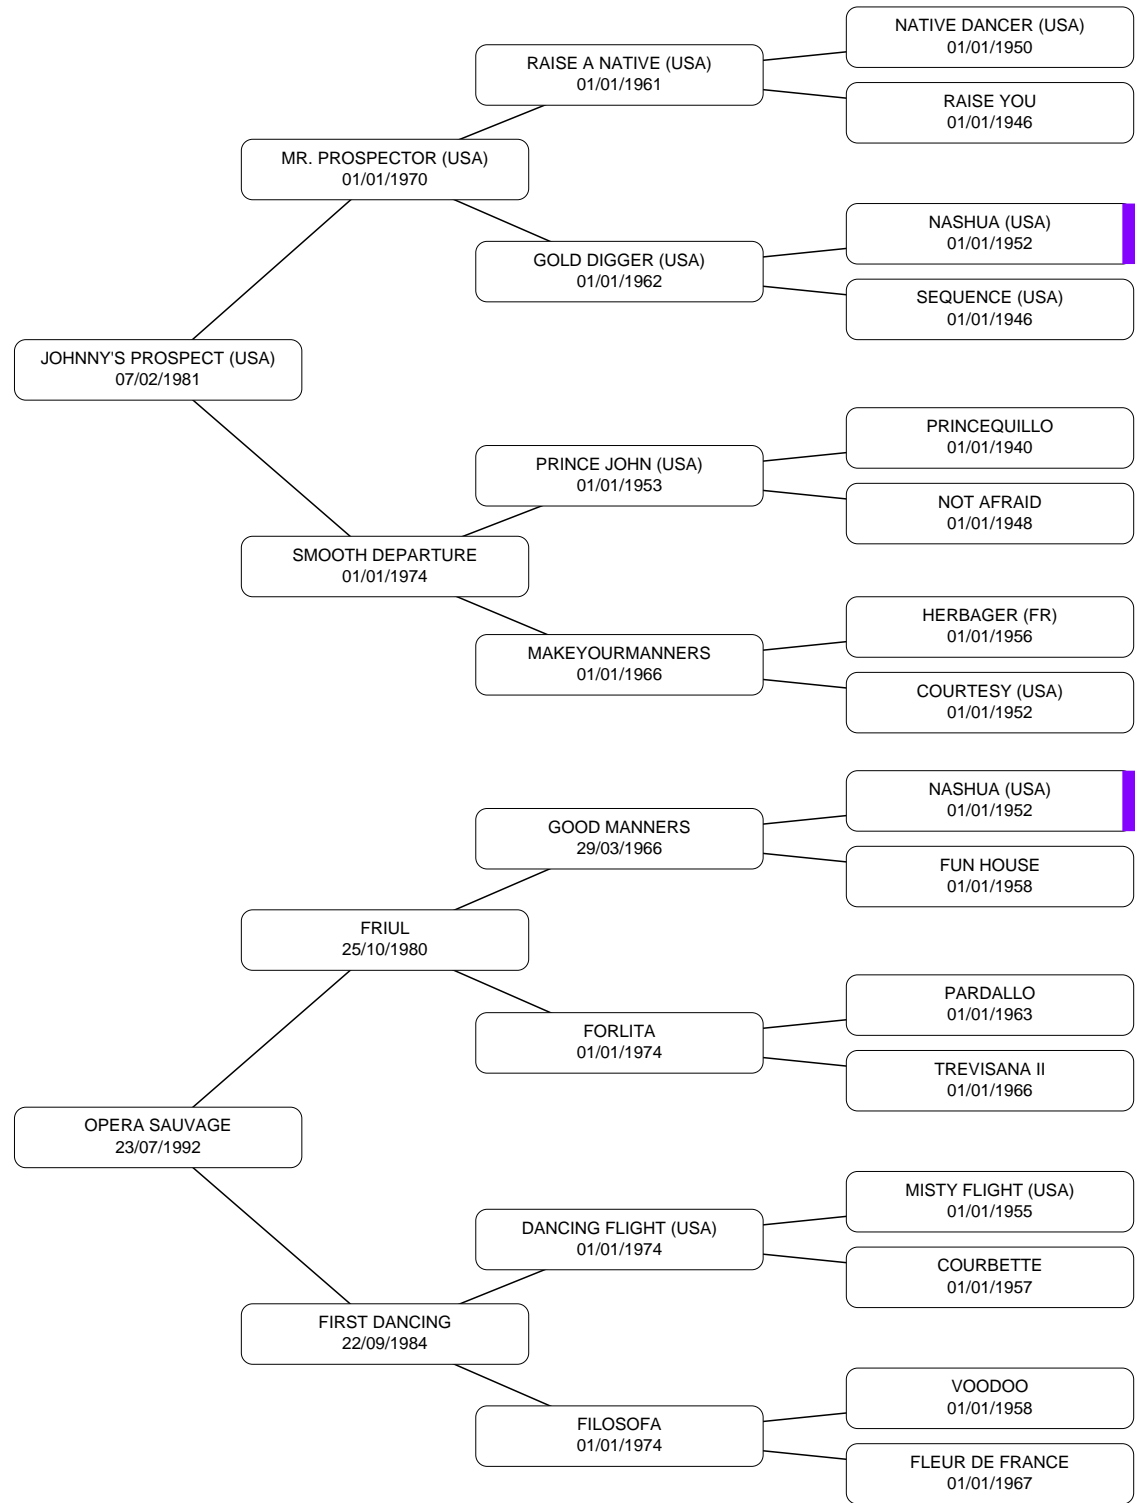 NATIVE DANCER (USA)
01/01/1950
RAISE A NATIVE (USA)
01/01/1961
RAISE YOU
01/01/1946
MR. PROSPECTOR (USA)
01/01/1970
NASHUA (USA)
01/01/1952
GOLD DIGGER (USA)
01/01/1962
SEQUENCE (USA)
01/01/1946
JOHNNY'S PROSPECT (USA)
07/02/1981
PRINCEQUILLO
01/01/1940
PRINCE JOHN (USA)
01/01/1953
NOT AFRAID
01/01/1948
SMOOTH DEPARTURE
01/01/1974
HERBAGER (FR)
01/01/1956
MAKEYOURMANNERS
01/01/1966
COURTESY (USA)
01/01/1952
NASHUA (USA)
01/01/1952
GOOD MANNERS
29/03/1966
FUN HOUSE
01/01/1958
FRIUL
25/10/1980
PARDALLO
01/01/1963
FORLITA
01/01/1974
TREVISANA II
01/01/1966
OPERA SAUVAGE
23/07/1992
MISTY FLIGHT (USA)
01/01/1955
DANCING FLIGHT (USA)
01/01/1974
COURBETTE
01/01/1957
FIRST DANCING
22/09/1984
VOODOO
01/01/1958
FILOSOFA
01/01/1974
FLEUR DE FRANCE
01/01/1967